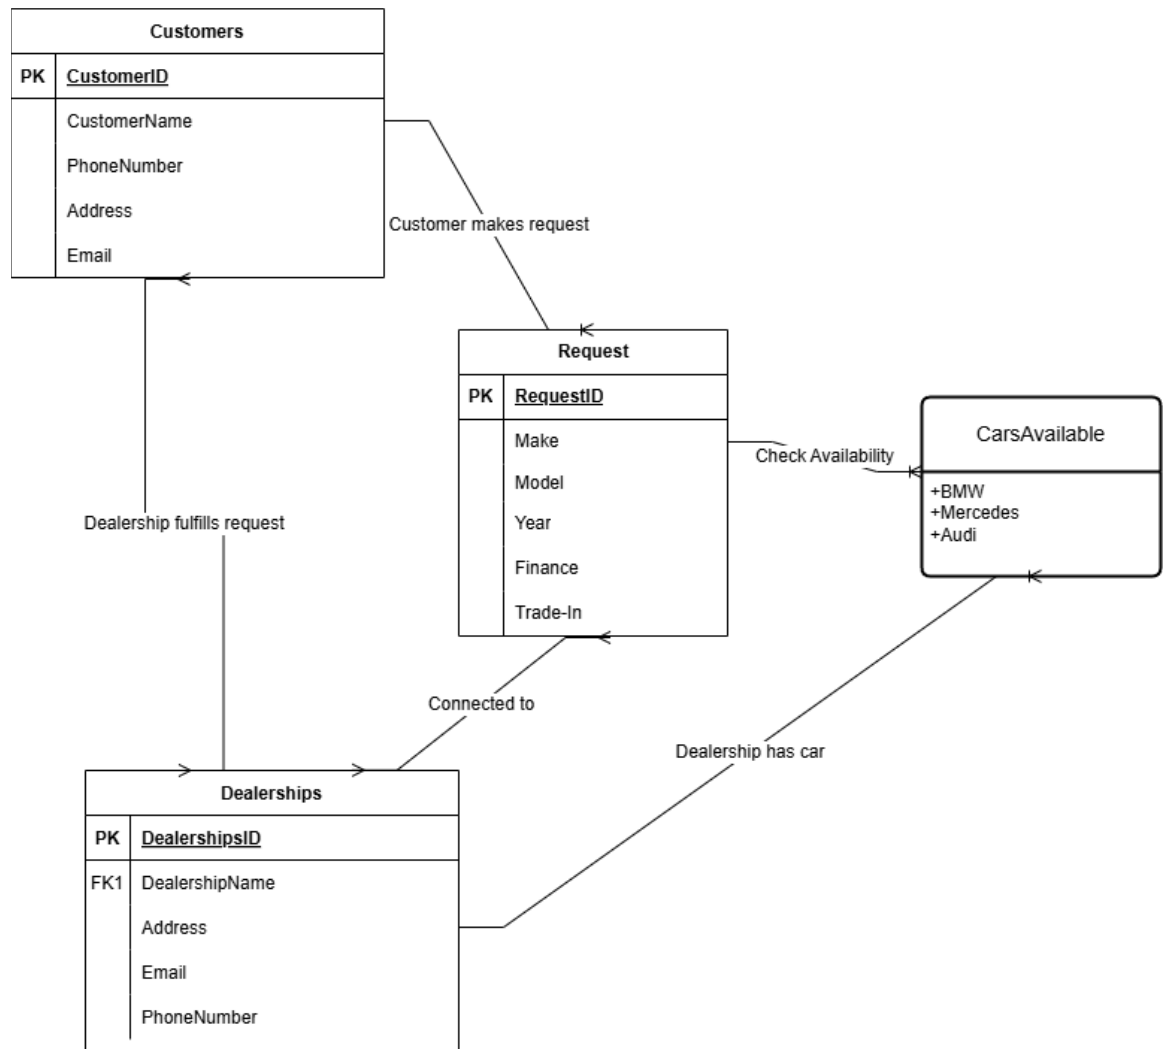 Customers
PK CustomerID
CustomerName
PhoneNumber
Address
Email
Customer makes request
Dealership fulfills request
Request
PK RequestID
Make
Model
Year
Finance
Trade-In
Check Availability
CarsAvailable
+BMW
+Mercedes
+Audi
Connected to
Dealership has car
Dealerships
PK DealershipsID
FK1 DealershipName
Address
Email
PhoneNumber